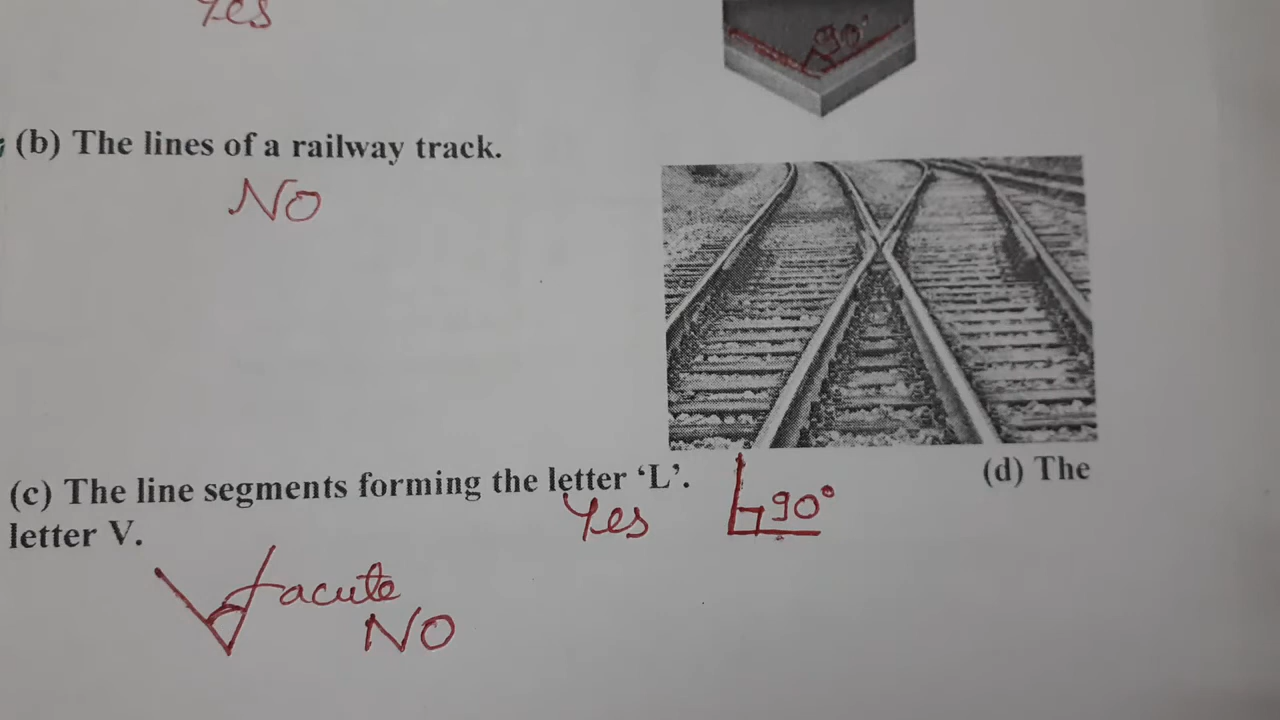 Yes
90°
(b) The lines of a railway track.
No
(c) The line segments forming the letter ‘L’. (d) The
Yes 90°
letter V.
acute
NO